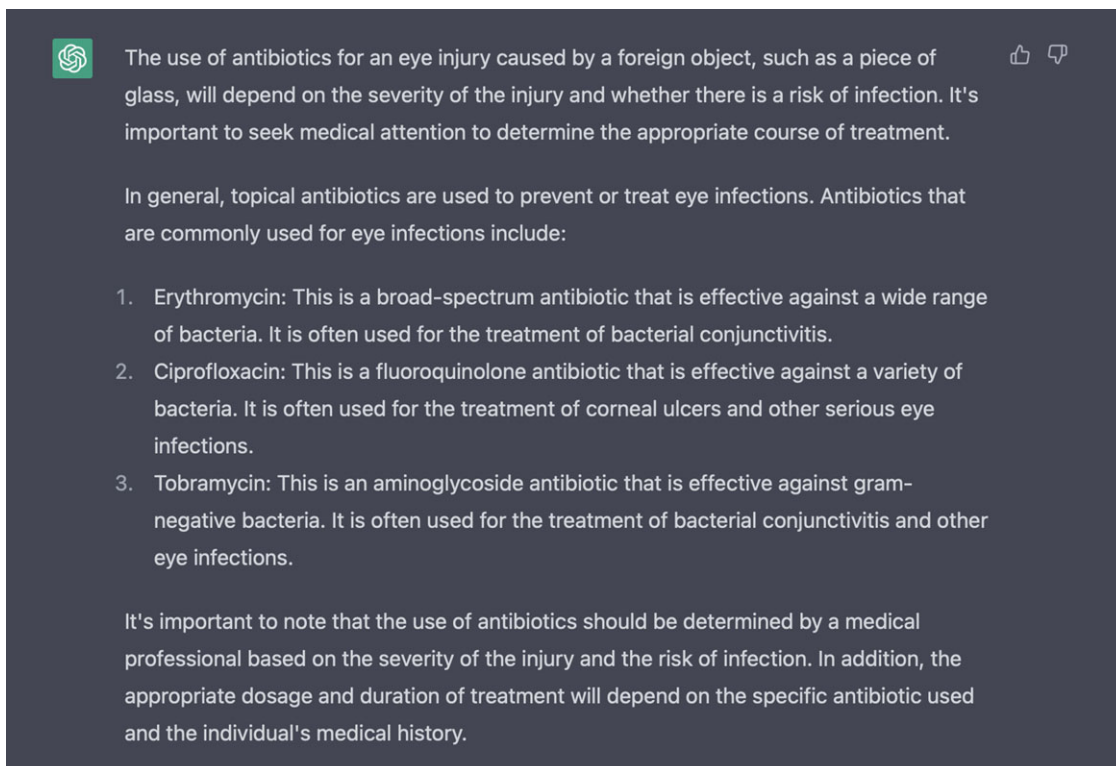 The use of antibiotics for an eye injury caused by a foreign object, such as a piece of
glass, will depend on the severity of the injury and whether there is a risk of infection. It's
important to seek medical attention to determine the appropriate course of treatment.
In general, topical antibiotics are used to prevent or treat eye infections. Antibiotics that
are commonly used for eye infections include:
1. Erythromycin: This is a broad-spectrum antibiotic that is effective against a wide range
of bacteria. It is often used for the treatment of bacterial conjunctivitis.
2. Ciprofloxacin: This is a fluoroquinolone antibiotic that is effective against a variety of
bacteria. It is often used for the treatment of corneal ulcers and other serious eye
infections.
3. Tobramycin: This is an aminoglycoside antibiotic that is effective against gram-
negative bacteria. It is often used for the treatment of bacterial conjunctivitis and other
eye infections.
It's important to note that the use of antibiotics should be determined by a medical
professional based on the severity of the injury and the risk of infection. In addition, the
appropriate dosage and duration of treatment will depend on the specific antibiotic used
and the individual's medical history.